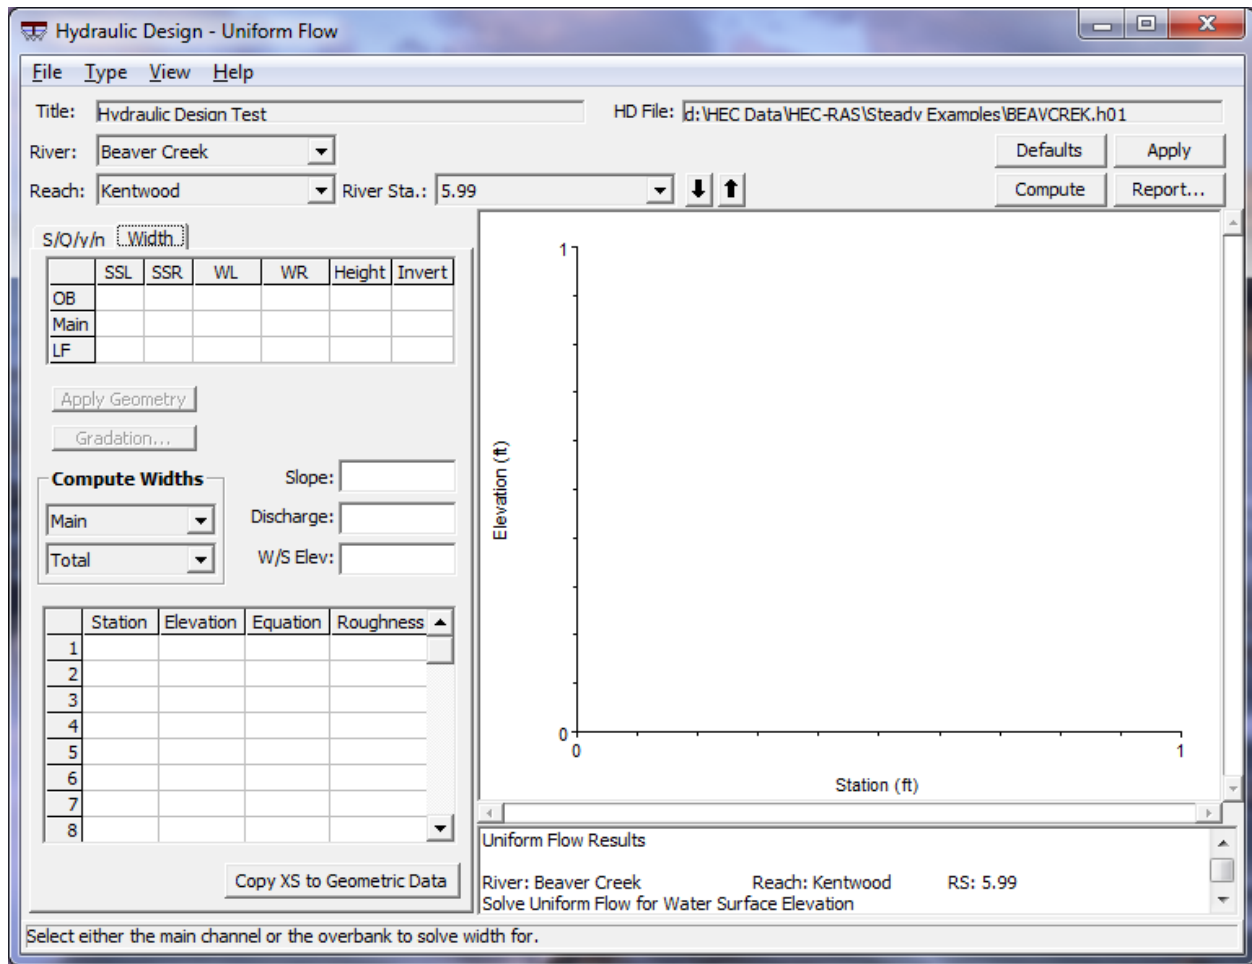 Hydraulic Design - Uniform Flow
File Type View Help
Title: Hydraulic Design Test HD File: d:\HEC Data\HEC-RAS\Steady Examples\BEAVCREK.h01
River: Beaver Creek Defaults Apply
Reach: Kentwood River Sta.: 5.99 Compute Report...
S/Q/y/n Width
SSL SSR WL WR Height Invert
OB
Main
LF
Apply Geometry
Gradation...
Compute Widths Slope:
Main Discharge:
Total W/S Elev:
Station Elevation Equation Roughness
1
2
3
4
5
6
7
8
Copy XS to Geometric Data
1
Elevation (ft)
0
0 1
Station (ft)
Uniform Flow Results
River: Beaver Creek Reach: Kentwood RS: 5.99
Solve Uniform Flow for Water Surface Elevation
Select either the main channel or the overbank to solve width for.